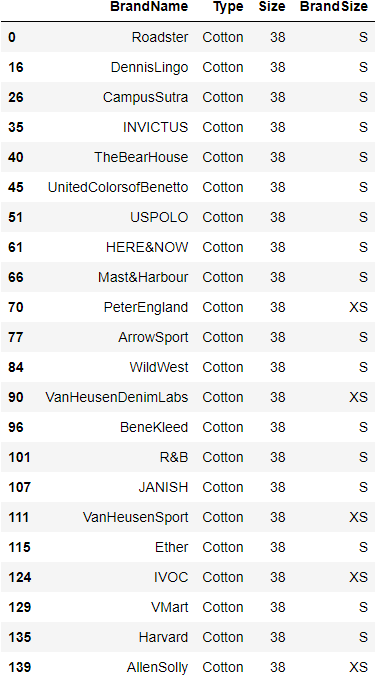 BrandName Type Size BrandSize
0 Roadster Cotton 38 S
16 DennisLingo Cotton 38 S
26 CampusSutra Cotton 38 S
35 INVICTUS Cotton 38 S
40 TheBearHouse Cotton 38 S
45 UnitedColorsofBenetto Cotton 38 S
51 USPOLO Cotton 38 S
61 HERE&NOW Cotton 38 S
66 Mast&Harbour Cotton 38 S
70 PeterEngland Cotton 38 XS
77 ArrowSport Cotton 38 S
84 WildWest Cotton 38 S
90 VanHeusenDenimLabs Cotton 38 XS
96 BeneKleed Cotton 38 S
101 R&B Cotton 38 S
107 JANISH Cotton 38 S
111 VanHeusenSport Cotton 38 XS
115 Ether Cotton 38 S
124 IVOC Cotton 38 XS
129 VMart Cotton 38 S
135 Harvard Cotton 38 S
139 AllenSolly Cotton 38 XS